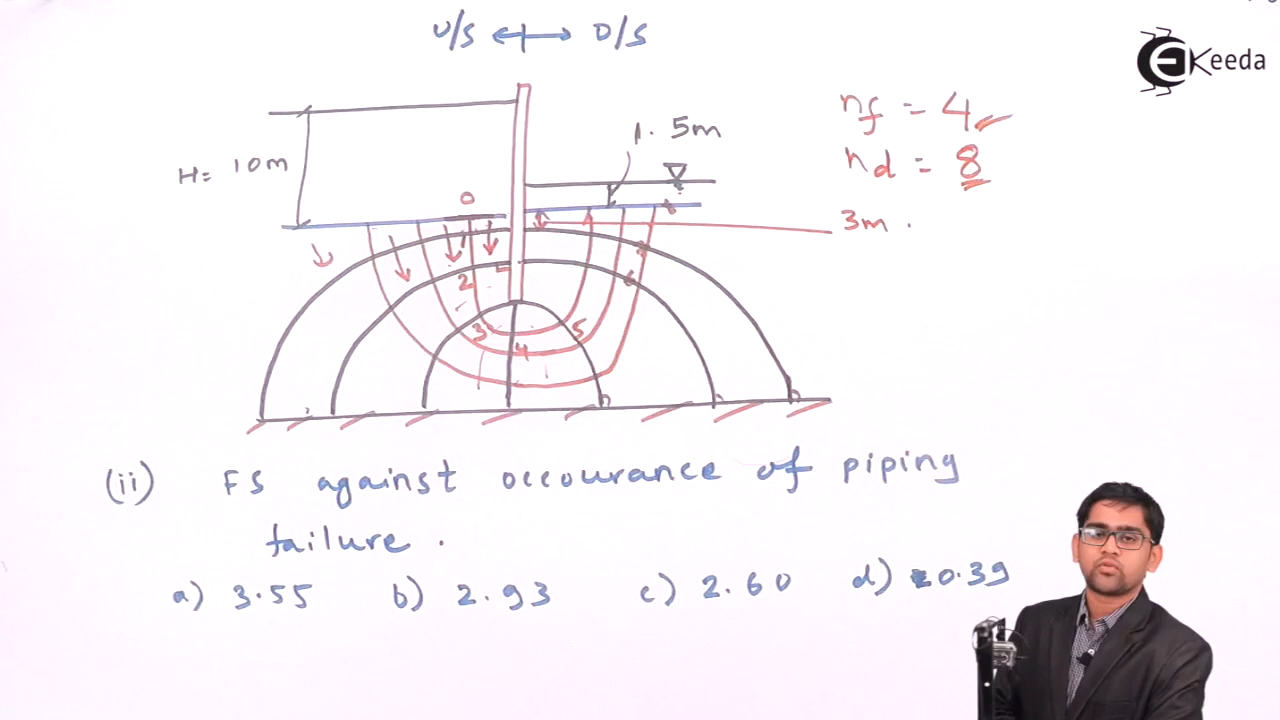 U/S ←|→ D/S
EKeeda
nf = 4
1.5m
H= 10m
nd = 8
0
3m.
1
2
3
4
5
6
(ii) FS against occourance of piping
failure.
a) 3.55 b) 2.93 c) 2.60 d) 0.39